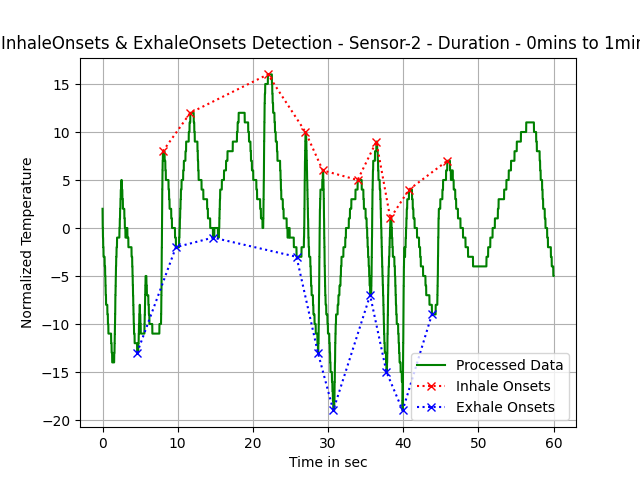 InhaleOnsets & ExhaleOnsets Detection - Sensor-2 - Duration - 0mins to 1min
15
10
5
0
−5
−10
−15
−20
Normalized Temperature
0
10
20
30
40
50
60
Time in sec
Processed Data
Inhale Onsets
Exhale Onsets